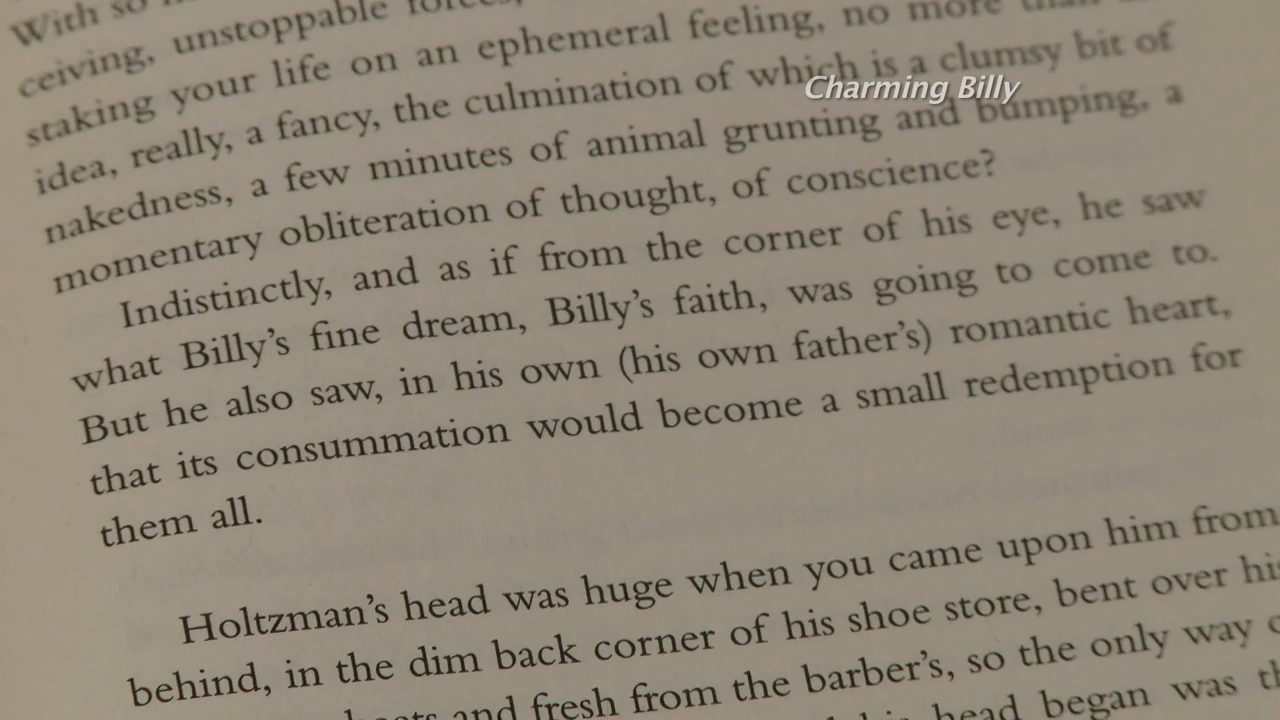 With so
ceiving, unstoppable forces,
staking your life on an ephemeral feeling, no more than
idea, really, a fancy, the culmination of which is a clumsy bit of
Charming Billy
nakedness, a few minutes of animal grunting and bumping, a
momentary obliteration of thought, of conscience?
Indistinctly, and as if from the corner of his eye, he saw
what Billy's fine dream, Billy's faith, was going to come to.
But he also saw, in his own (his own father's) romantic heart,
that its consummation would become a small redemption for
them all.
Holtzman's head was huge when you came upon him from
behind, in the dim back corner of his shoe store, bent over his
and fresh from the barber's, so the only way
head began was